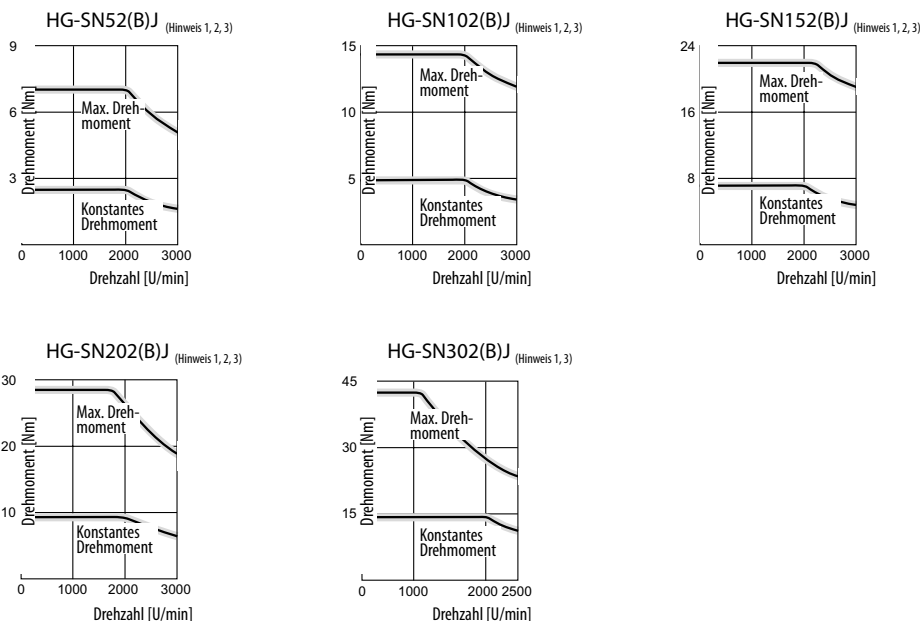 HG-SN52(B)J (Hinweis 1, 2, 3)
9
6
3
Drehmoment [Nm]
Max. Dreh-
moment
Konstantes
Drehmoment
0 1000 2000 3000
Drehzahl [U/min]
HG-SN102(B)J (Hinweis 1, 2, 3)
15
10
5
Drehmoment [Nm]
Max. Dreh-
moment
Konstantes
Drehmoment
0 1000 2000 3000
Drehzahl [U/min]
HG-SN152(B)J (Hinweis 1, 2, 3)
24
16
8
Drehmoment [Nm]
Max. Dreh-
moment
Konstantes
Drehmoment
0 1000 2000 3000
Drehzahl [U/min]
HG-SN202(B)J (Hinweis 1, 2, 3)
30
20
10
Drehmoment [Nm]
Max. Dreh-
moment
Konstantes
Drehmoment
0 1000 2000 3000
Drehzahl [U/min]
HG-SN302(B)J (Hinweis 1, 3)
45
30
15
Drehmoment [Nm]
Max. Dreh-
moment
Konstantes
Drehmoment
0 1000 2000 2500
Drehzahl [U/min]